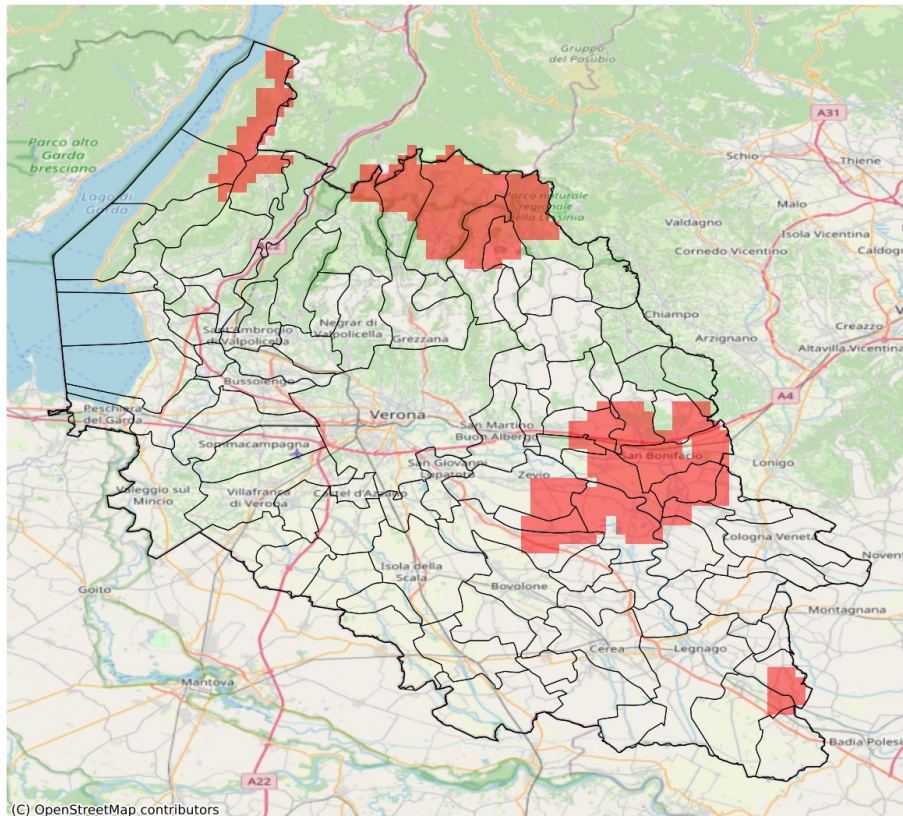 Gruppo
del Pasubio
A31
Parco alto
Garda
bresciano
Schio
Thiene
Lago di
Garda
Parco naturale
regionale
della Lessinia
Malo
Valdagno
Isola Vicentina
A22
Cornedo Vicentino
Caldogn
Chiampo
V
Sant'Ambrogio
di Valpolicella
Negrar di
Valpolicella
Grezzana
Arzignano
Creazzo
Altavilla Vicentina
Bussolengo
A4
Peschiera
del Garda
Verona
San Martino
Buon Albergo
Sommacampagna
San Bonifacio
San Giovanni
Lupatoto
Zevio
Lonigo
Valeggio sul
Mincio
Villafranca
di Verona
Castel d'Azzano
Cologna Veneta
Isola della
Scala
Noven
Goito
Bovolone
Montagnana
Cerea
Legnago
Mantova
Badia Polesi
A22
(C) OpenStreetMap contributors